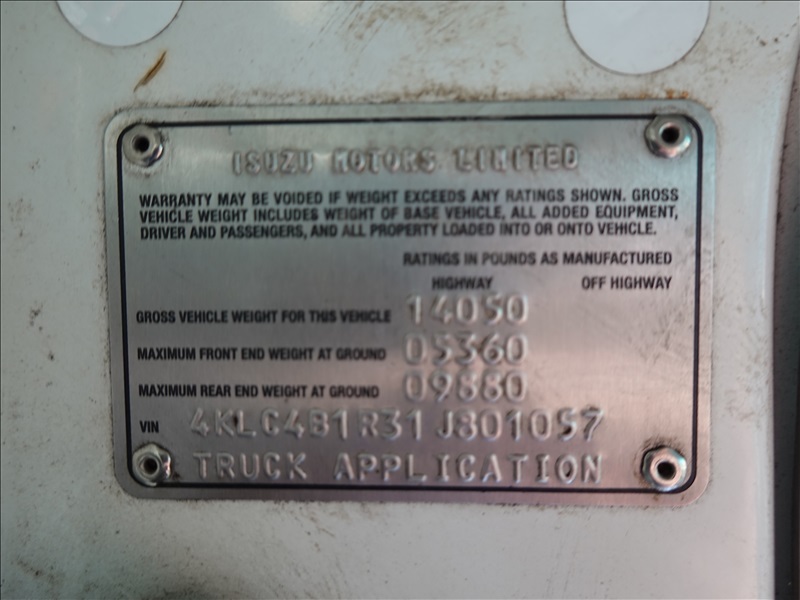 ISUZU MOTORS LIMITED
WARRANTY MAY BE VOIDED IF WEIGHT EXCEEDS ANY RATINGS SHOWN. GROSS
VEHICLE WEIGHT INCLUDES WEIGHT OF BASE VEHICLE, ALL ADDED EQUIPMENT,
DRIVER AND PASSENGERS, AND ALL PROPERTY LOADED INTO OR ONTO VEHICLE.
RATINGS IN POUNDS AS MANUFACTURED
HIGHWAY OFF HIGHWAY
GROSS VEHICLE WEIGHT FOR THIS VEHICLE 14050
MAXIMUM FRONT END WEIGHT AT GROUND 05360
MAXIMUM REAR END WEIGHT AT GROUND 09880
VIN 4KLC4B1R31J801057
TRUCK APPLICATION